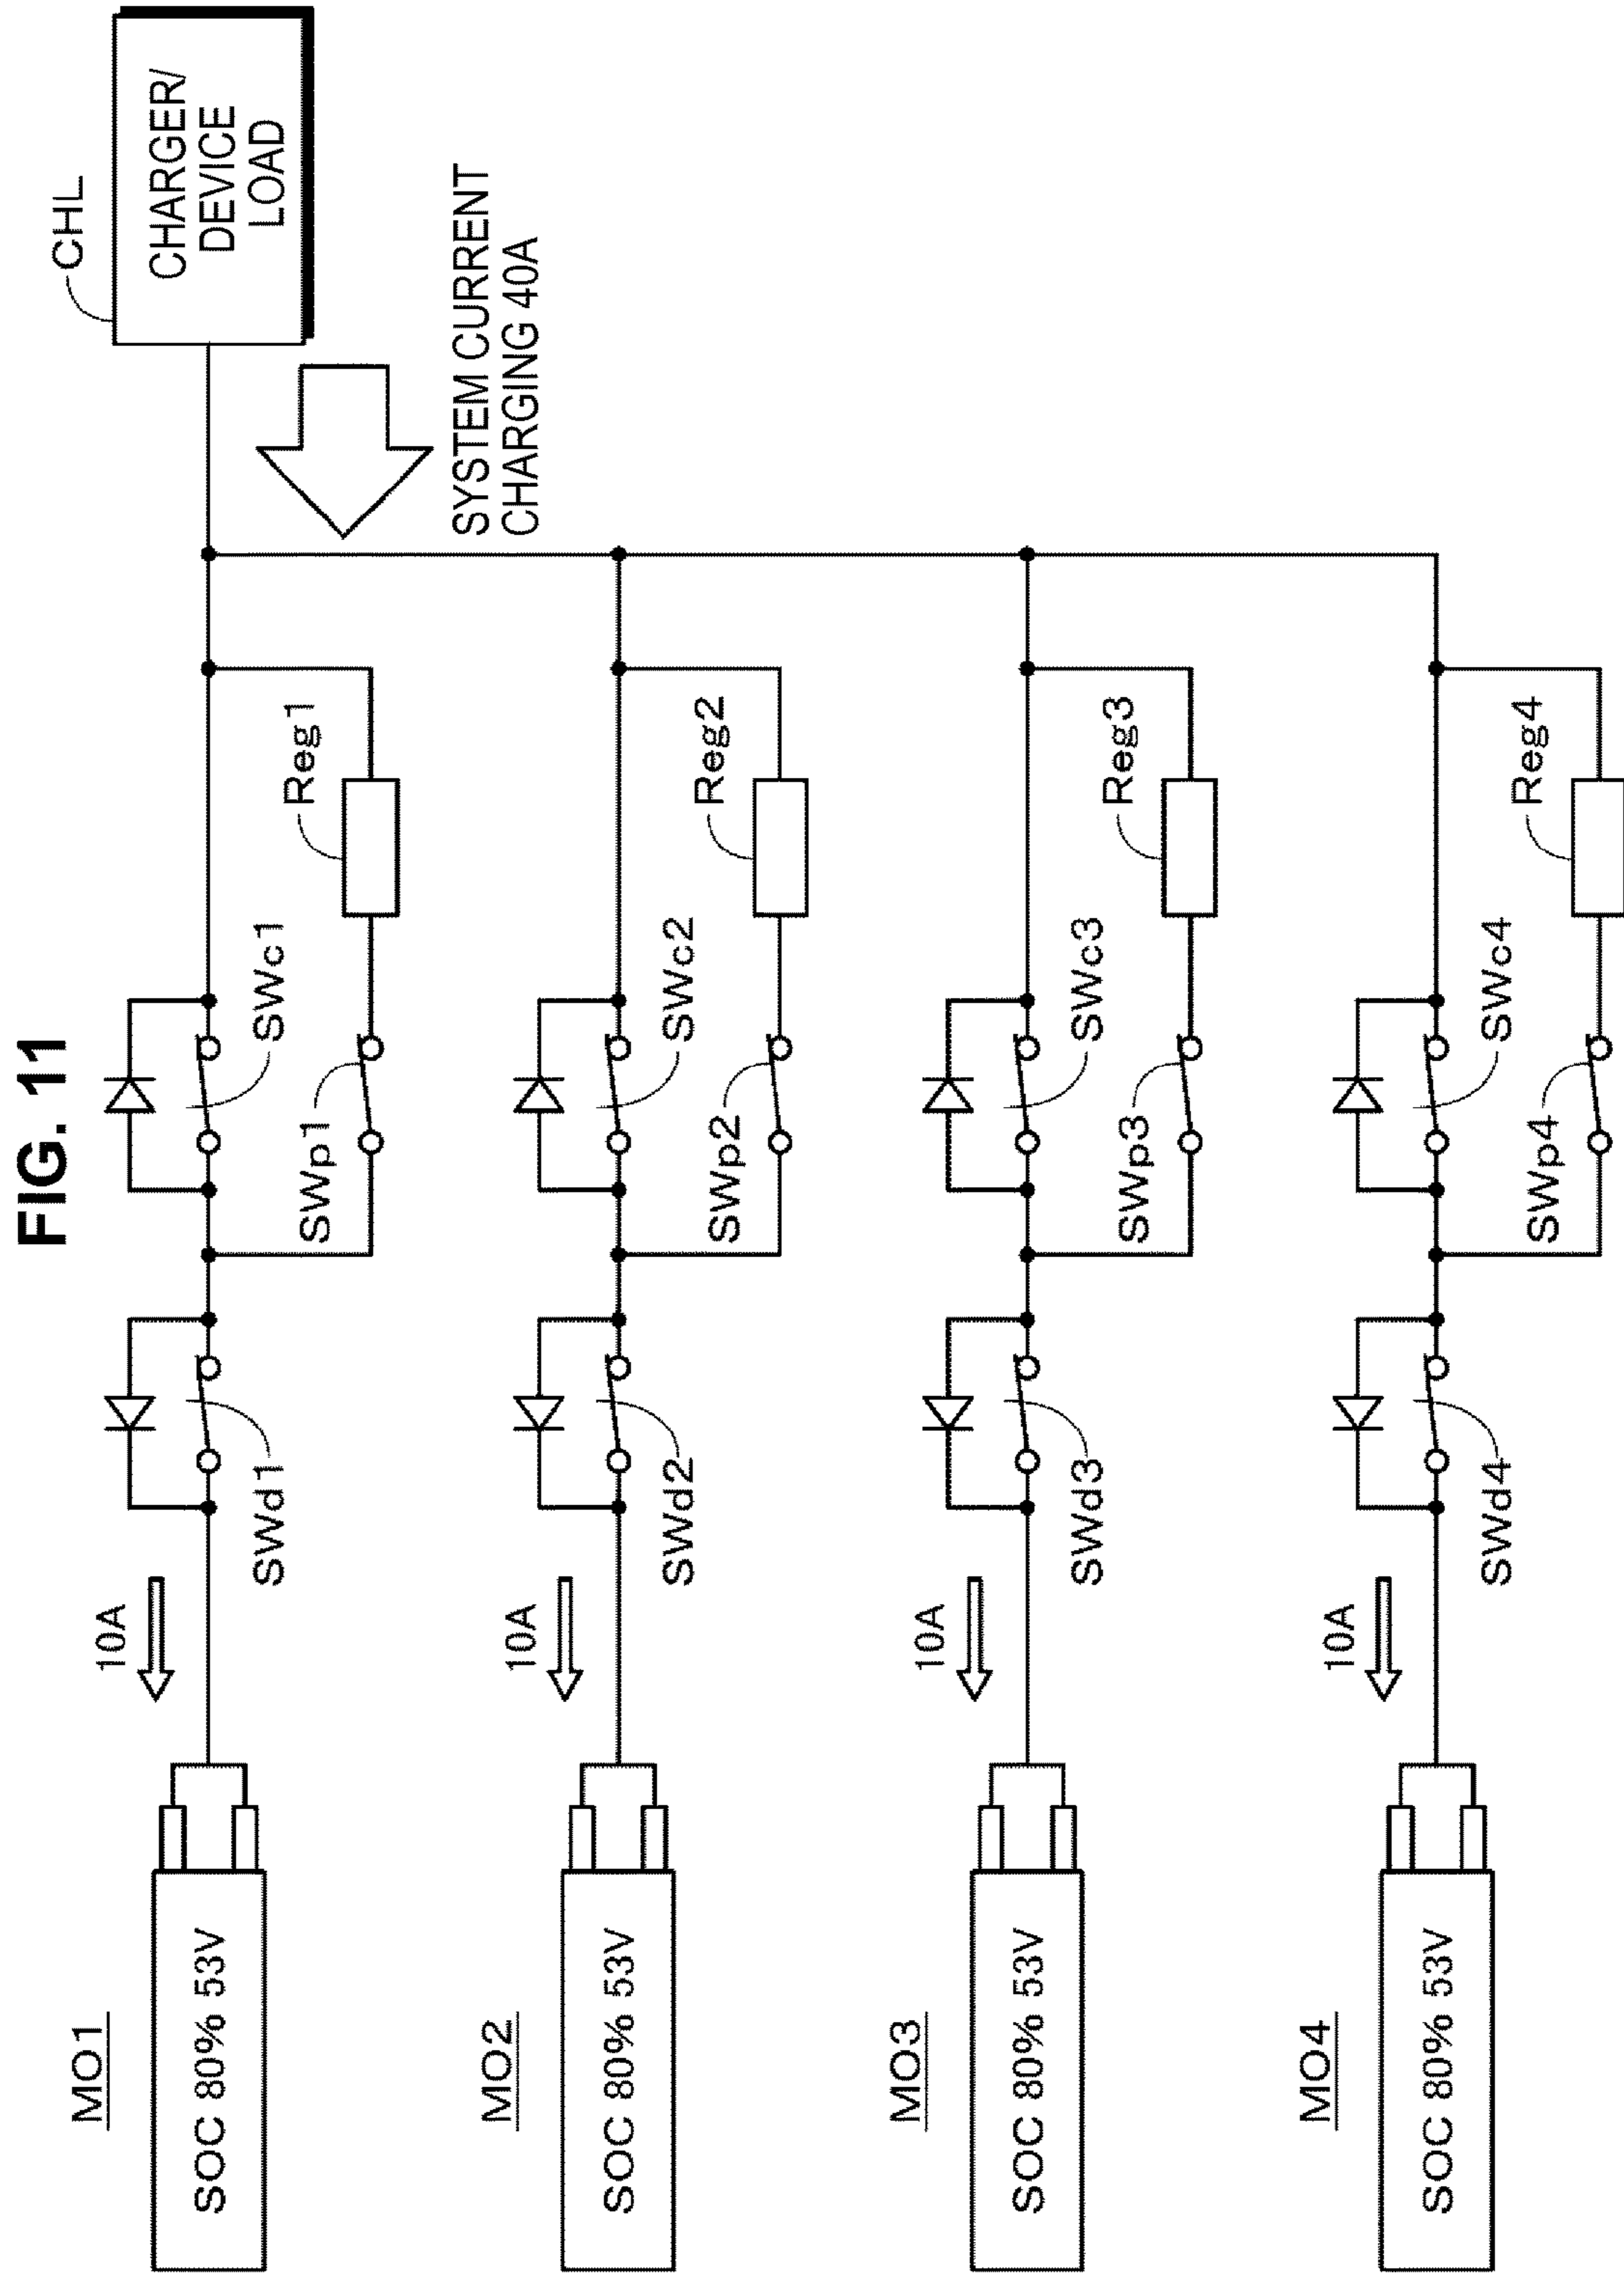 FIG. 11
MO1
SOC 80% 53V
10A
SWd1
SWc1
SWp1
Reg1
CHL
CHARGER/
DEVICE
LOAD
SYSTEM CURRENT
CHARGING 40A
MO2
SOC 80% 53V
10A
SWd2
SWc2
SWp2
Reg2
MO3
SOC 80% 53V
10A
SWd3
SWc3
SWp3
Reg3
MO4
SOC 80% 53V
10A
SWd4
SWc4
SWp4
Reg4